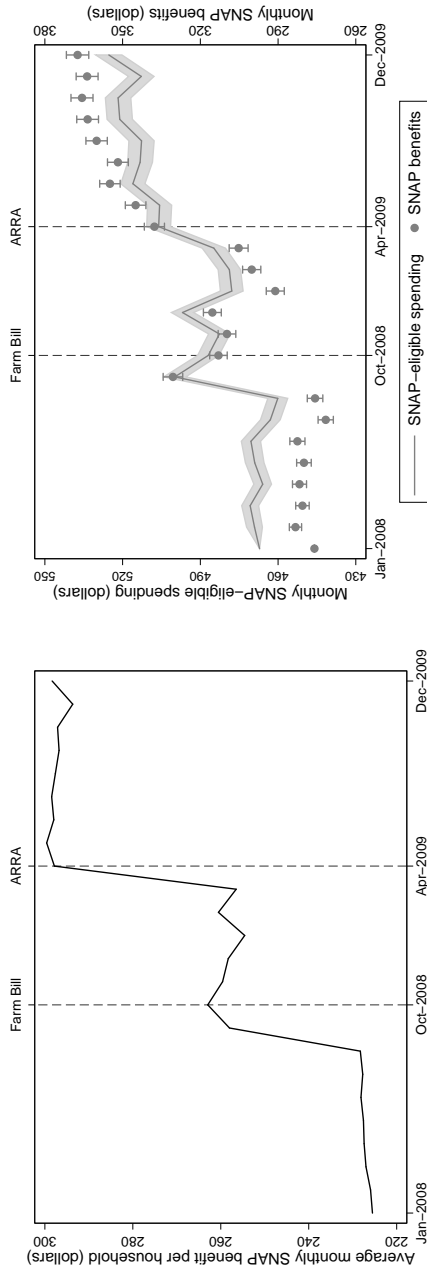 Average monthly SNAP benefit per household (dollars)
300
280
260
240
220
Farm Bill
ARRA
Jan−2008
Oct−2008
Apr−2009
Dec−2009
Monthly SNAP−eligible spending (dollars)
550
520
490
460
430
Farm Bill
ARRA
380
350
320
290
260
Monthly SNAP benefits (dollars)
Jan−2008
Oct−2008
Apr−2009
Dec−2009
SNAP−eligible spending
SNAP benefits